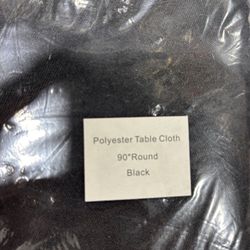 Polyester Table Cloth
90"Round
Black